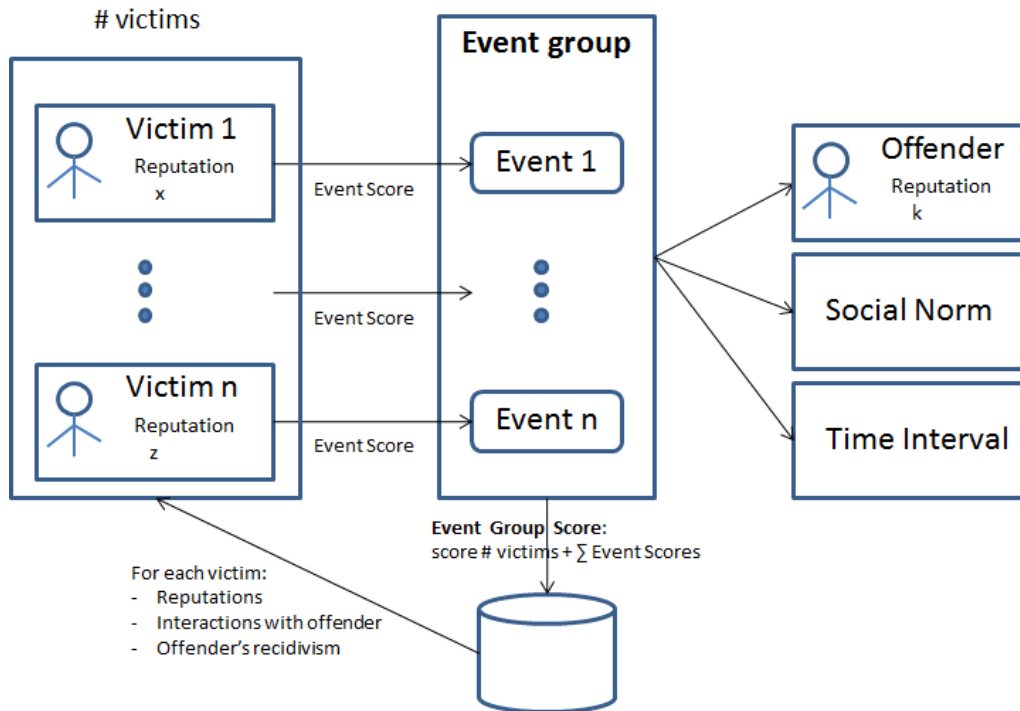 # victims
Victim 1
Reputation
x
Victim n
Reputation
z
Event Score
Event Score
Event Score
Event group
Event 1
Event n
Offender
Reputation
k
Social Norm
Time Interval
Event Group Score:
score # victims + ∑ Event Scores
For each victim:
- Reputations
- Interactions with offender
- Offender's recidivism